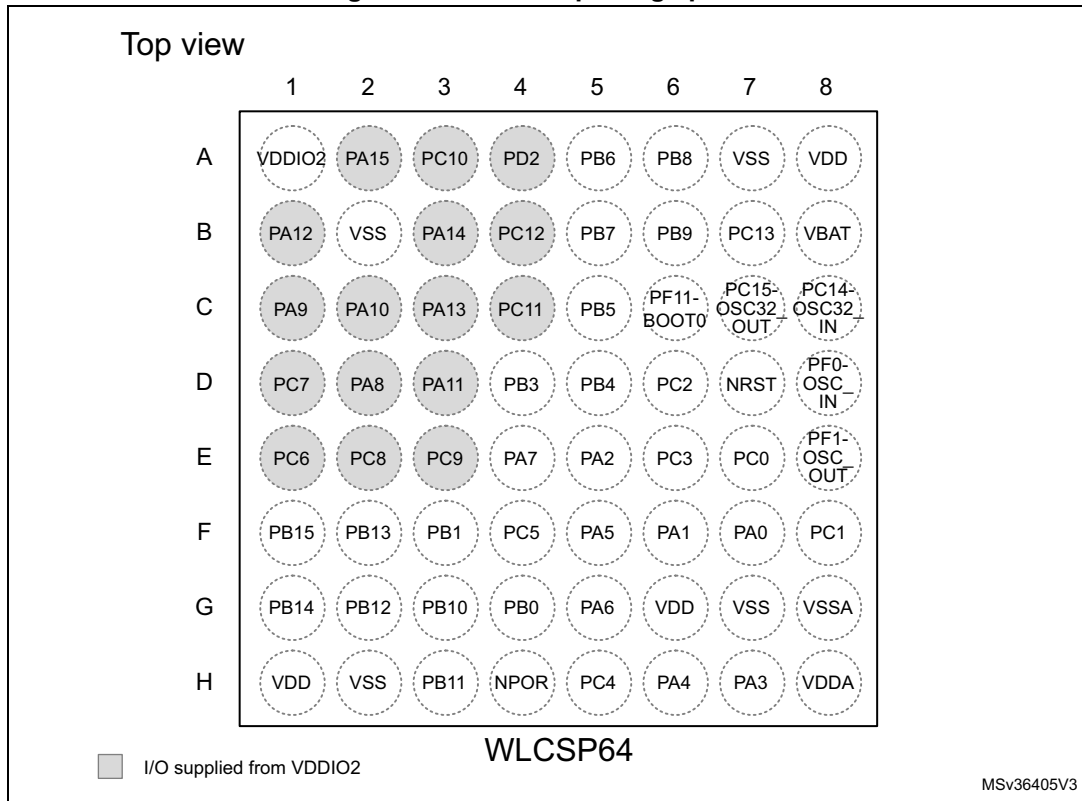 Top view
1 2 3 4 5 6 7 8
A VDDIO2 PA15 PC10 PD2 PB6 PB8 VSS VDD
B PA12 VSS PA14 PC12 PB7 PB9 PC13 VBAT
C PA9 PA10 PA13 PC11 PB5 PF11-BOOT0 PC15-OSC32_OUT PC14-OSC32_IN
D PC7 PA8 PA11 PB3 PB4 PC2 NRST PF0-OSC_IN
E PC6 PC8 PC9 PA7 PA2 PC3 PC0 PF1-OSC_OUT
F PB15 PB13 PB1 PC5 PA5 PA1 PA0 PC1
G PB14 PB12 PB10 PB0 PA6 VDD VSS VSSA
H VDD VSS PB11 NPOR PC4 PA4 PA3 VDDA
WLCSP64
I/O supplied from VDDIO2
MSv36405V3